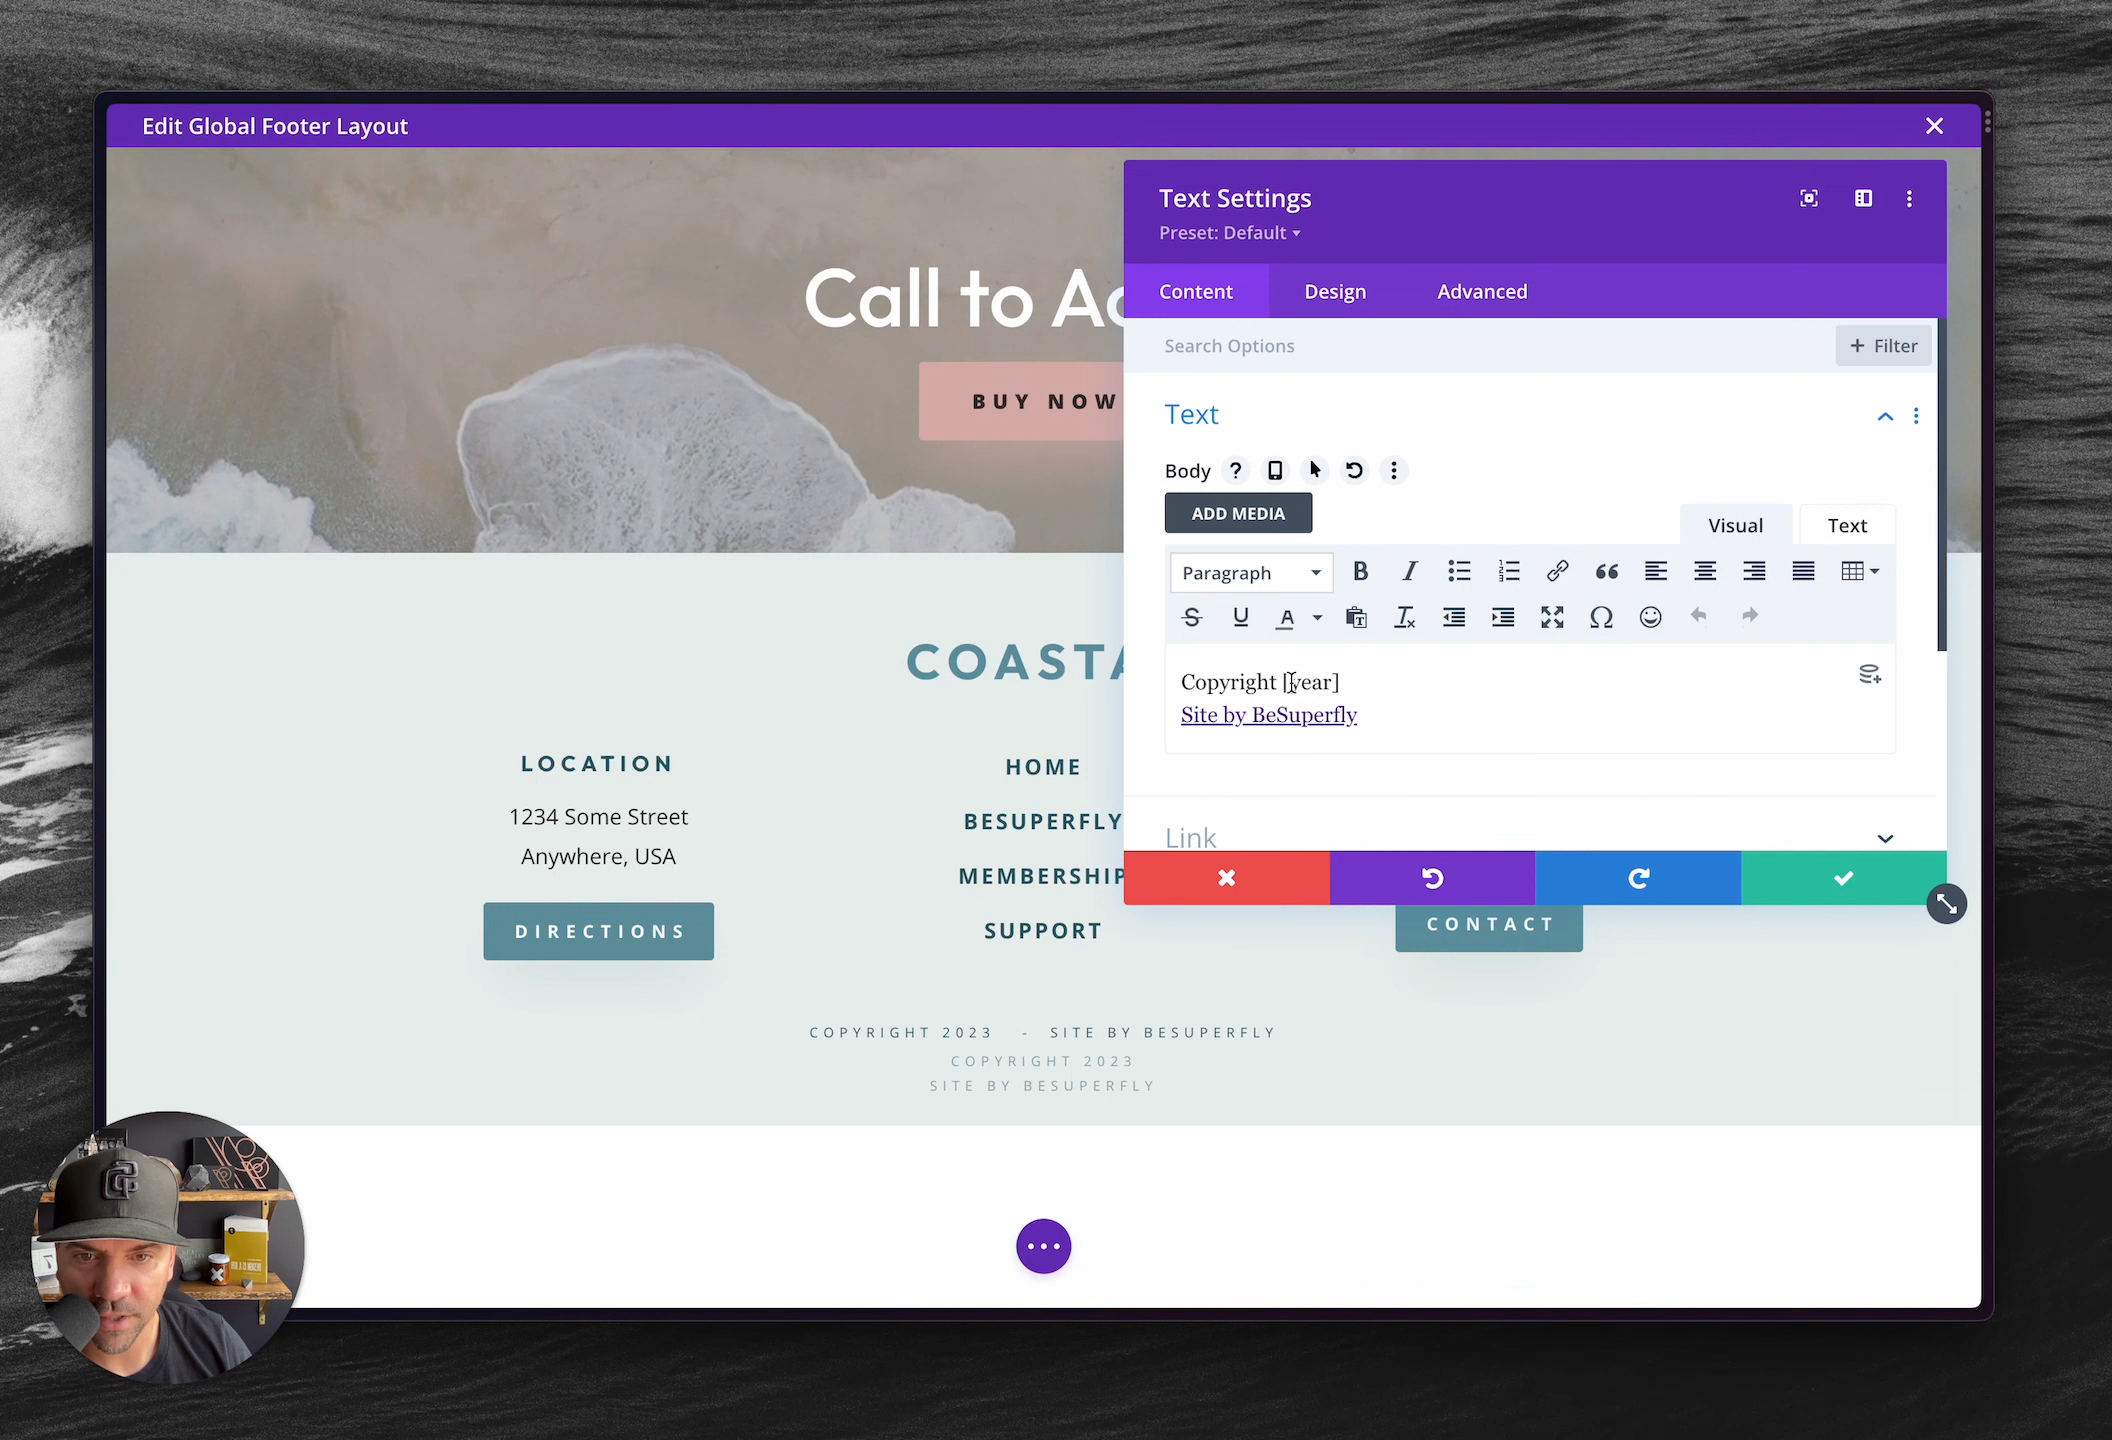 Edit Global Footer Layout
Call to Ac
BUY NOW
Text Settings
Preset: Default
Content
Design
Advanced
Search Options
+ Filter
Text
Body
?
ADD MEDIA
Visual
Text
Paragraph
Copyright [year]
Site by BeSuperfly
Link
COASTA
LOCATION
1234 Some Street
Anywhere, USA
DIRECTIONS
HOME
BESUPERFLY
MEMBERSHIP
SUPPORT
CONTACT
COPYRIGHT 2023 - SITE BY BESUPERFLY
COPYRIGHT 2023
SITE BY BESUPERFLY